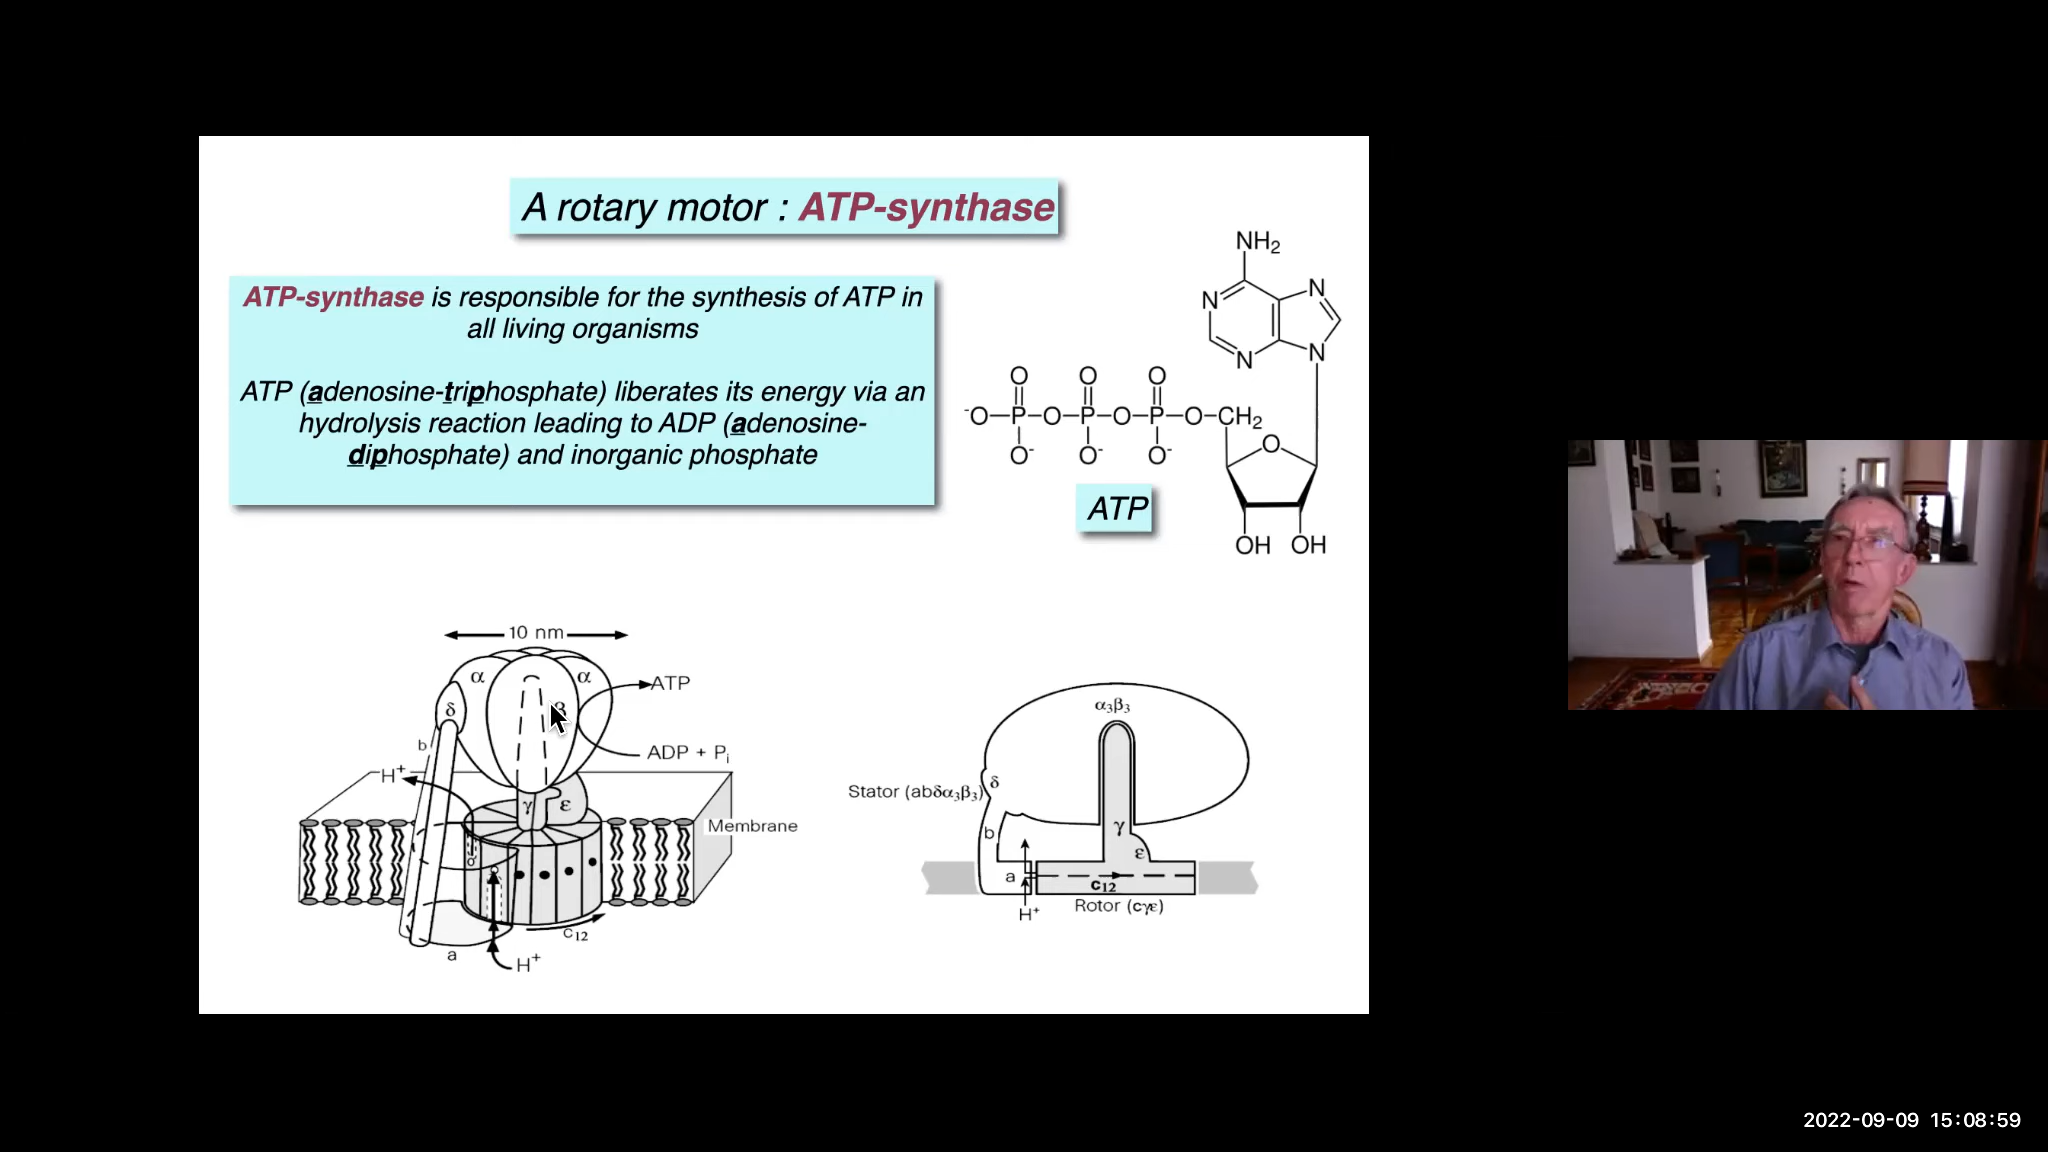 A rotary motor : ATP-synthase
ATP-synthase is responsible for the synthesis of ATP in
all living organisms
ATP (adenosine-triphosphate) liberates its energy via an
hydrolysis reaction leading to ADP (adenosine-
diphosphate) and inorganic phosphate
NH₂
N
N
N
N
O O O
⁻O–P–O–P–O–P–O–CH₂
O⁻ O⁻ O⁻
O
ATP
OH OH
10 nm
α α
ATP
δ
β
b
ADP + Pᵢ
H⁺
γ ε
Membrane
c₁₂
a
H⁺
α₃β₃
δ
Stator (abδα₃β₃)
b
γ
ε
a
c₁₂
H⁺
Rotor (cγε)
2022-09-09 15:08:59